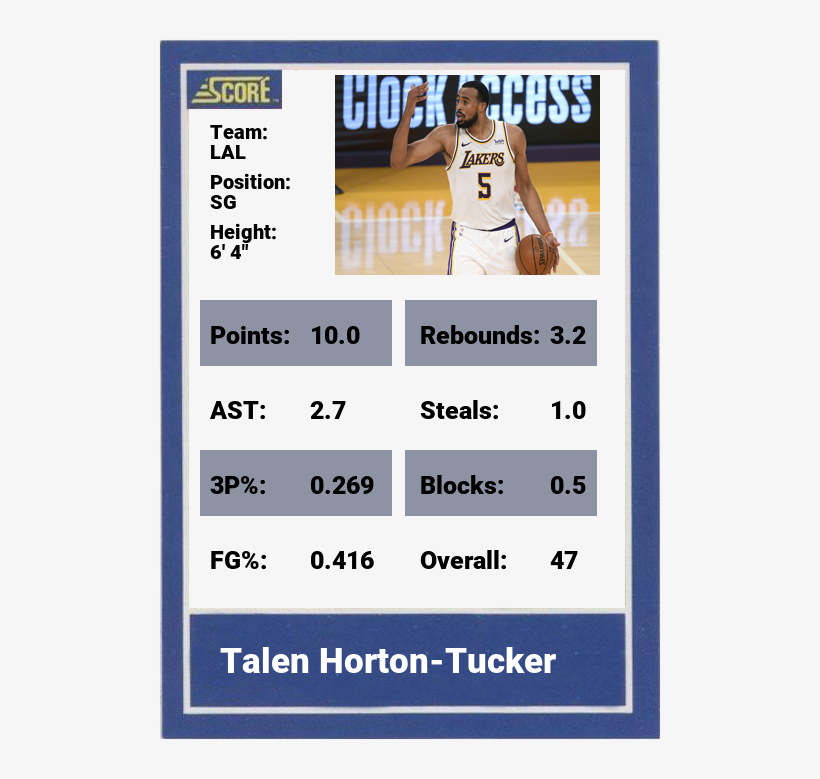 SCORE
Team:
LAL
Position:
SG
Height:
6' 4"
Clock Access
LAKERS
5
SPALDING
Points: 10.0 Rebounds: 3.2
AST: 2.7 Steals: 1.0
3P%: 0.269 Blocks: 0.5
FG%: 0.416 Overall: 47
Talen Horton-Tucker